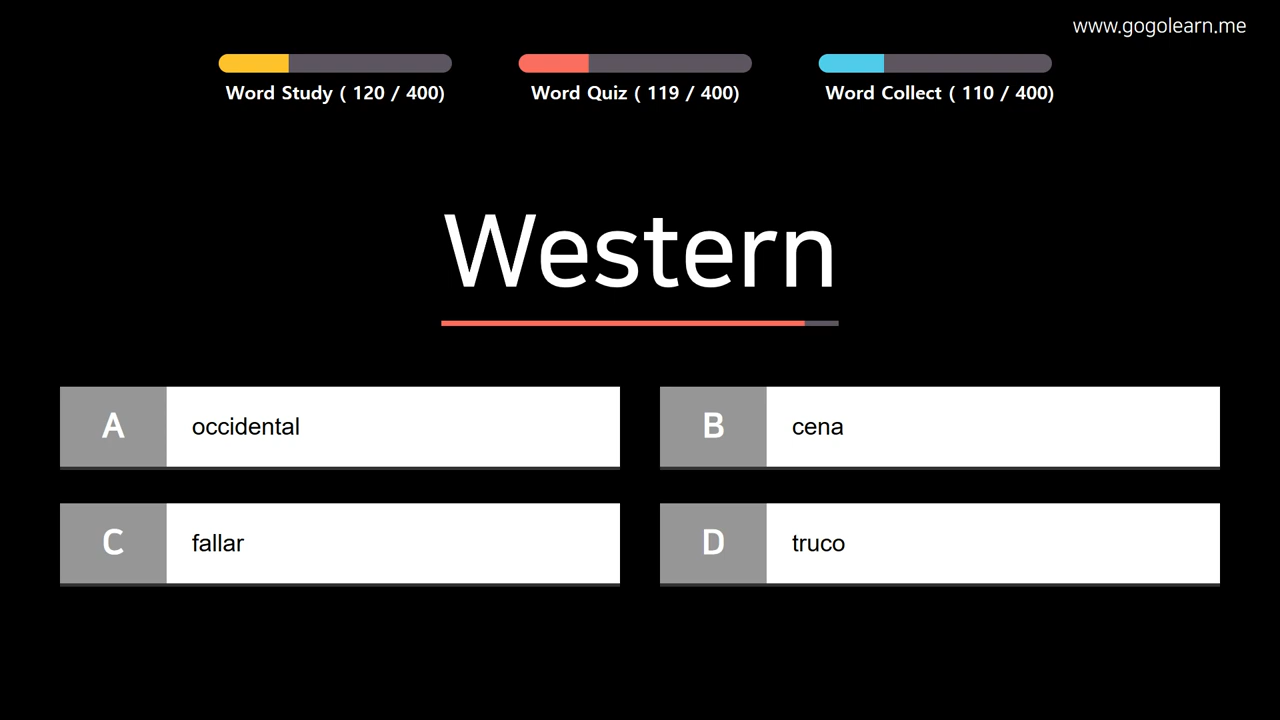 www.gogolearn.me
Word Study ( 120 / 400)
Word Quiz ( 119 / 400)
Word Collect ( 110 / 400)
Western
A occidental
B cena
C fallar
D truco